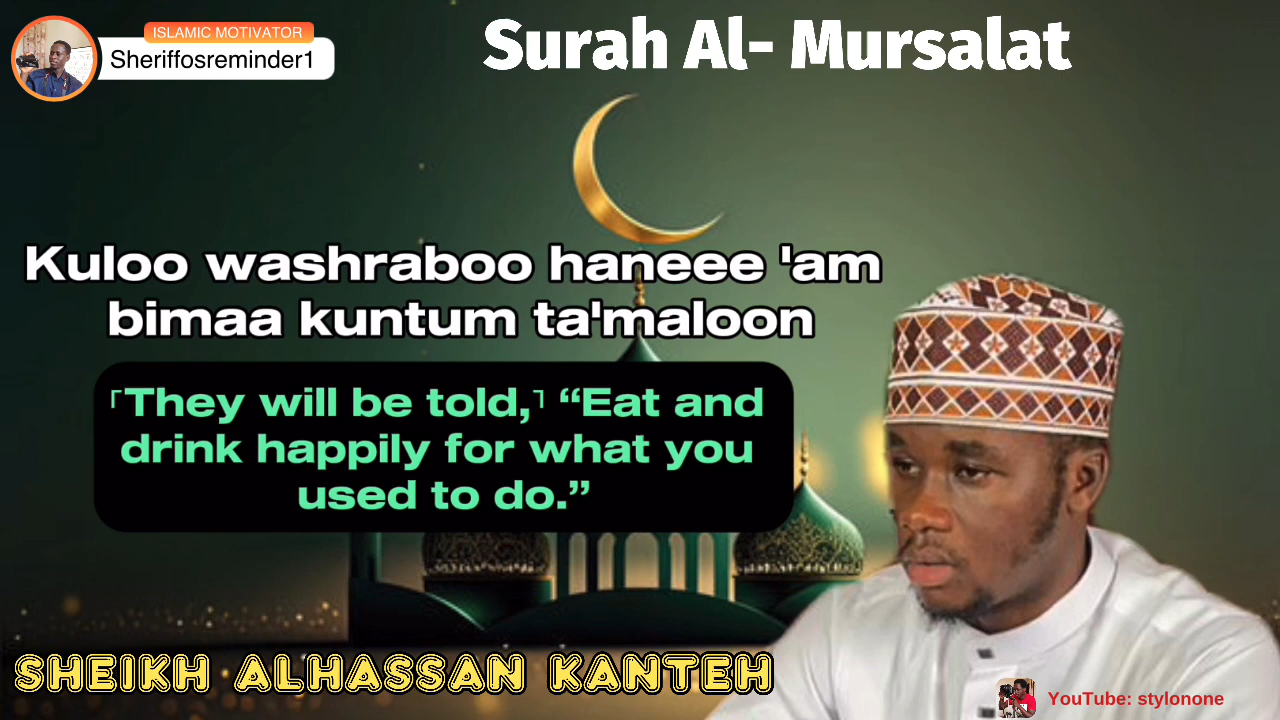 ISLAMIC MOTIVATOR
Sheriffosreminder1
Surah Al- Mursalat
Kuloo washraboo haneee 'am
bimaa kuntum ta'maloon
⸢They will be told,⸣ “Eat and
drink happily for what you
used to do.”
SHEIKH ALHASSAN KANTEH
YouTube: stylonone